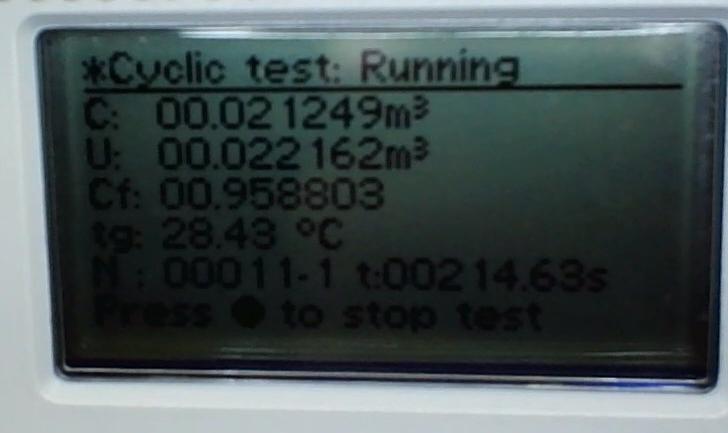 *Cyclic test: Running
C: 00.021249m³
U: 00.022162m³
Cf: 00.958803
tg: 28.43 °C
N : 00011-1 t:00214.63s
Press ● to stop test